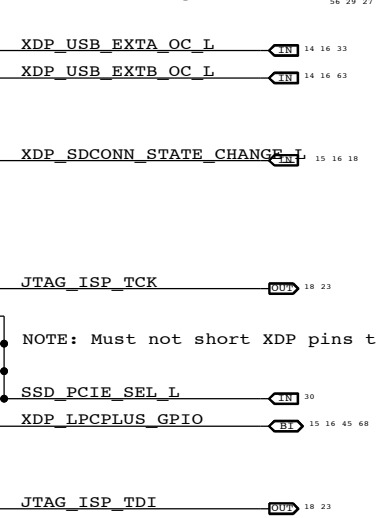 56 29 27
XDP_USB_EXTA_OC_L IN 14 16 33
XDP_USB_EXTB_OC_L IN 14 16 63
XDP_SDCONN_STATE_CHANGE_L IN 15 16 18
JTAG_ISP_TCK OUT 18 23
NOTE: Must not short XDP pins t
SSD_PCIE_SEL_L IN 30
XDP_LPCPLUS_GPIO BI 15 16 45 68
JTAG_ISP_TDI OUT 18 23